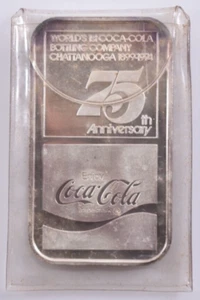 WORLD'S 1st COCA-COLA
BOTTLING COMPANY
CHATTANOOGA 1899-1974
75th
Anniversary
Coca-Cola